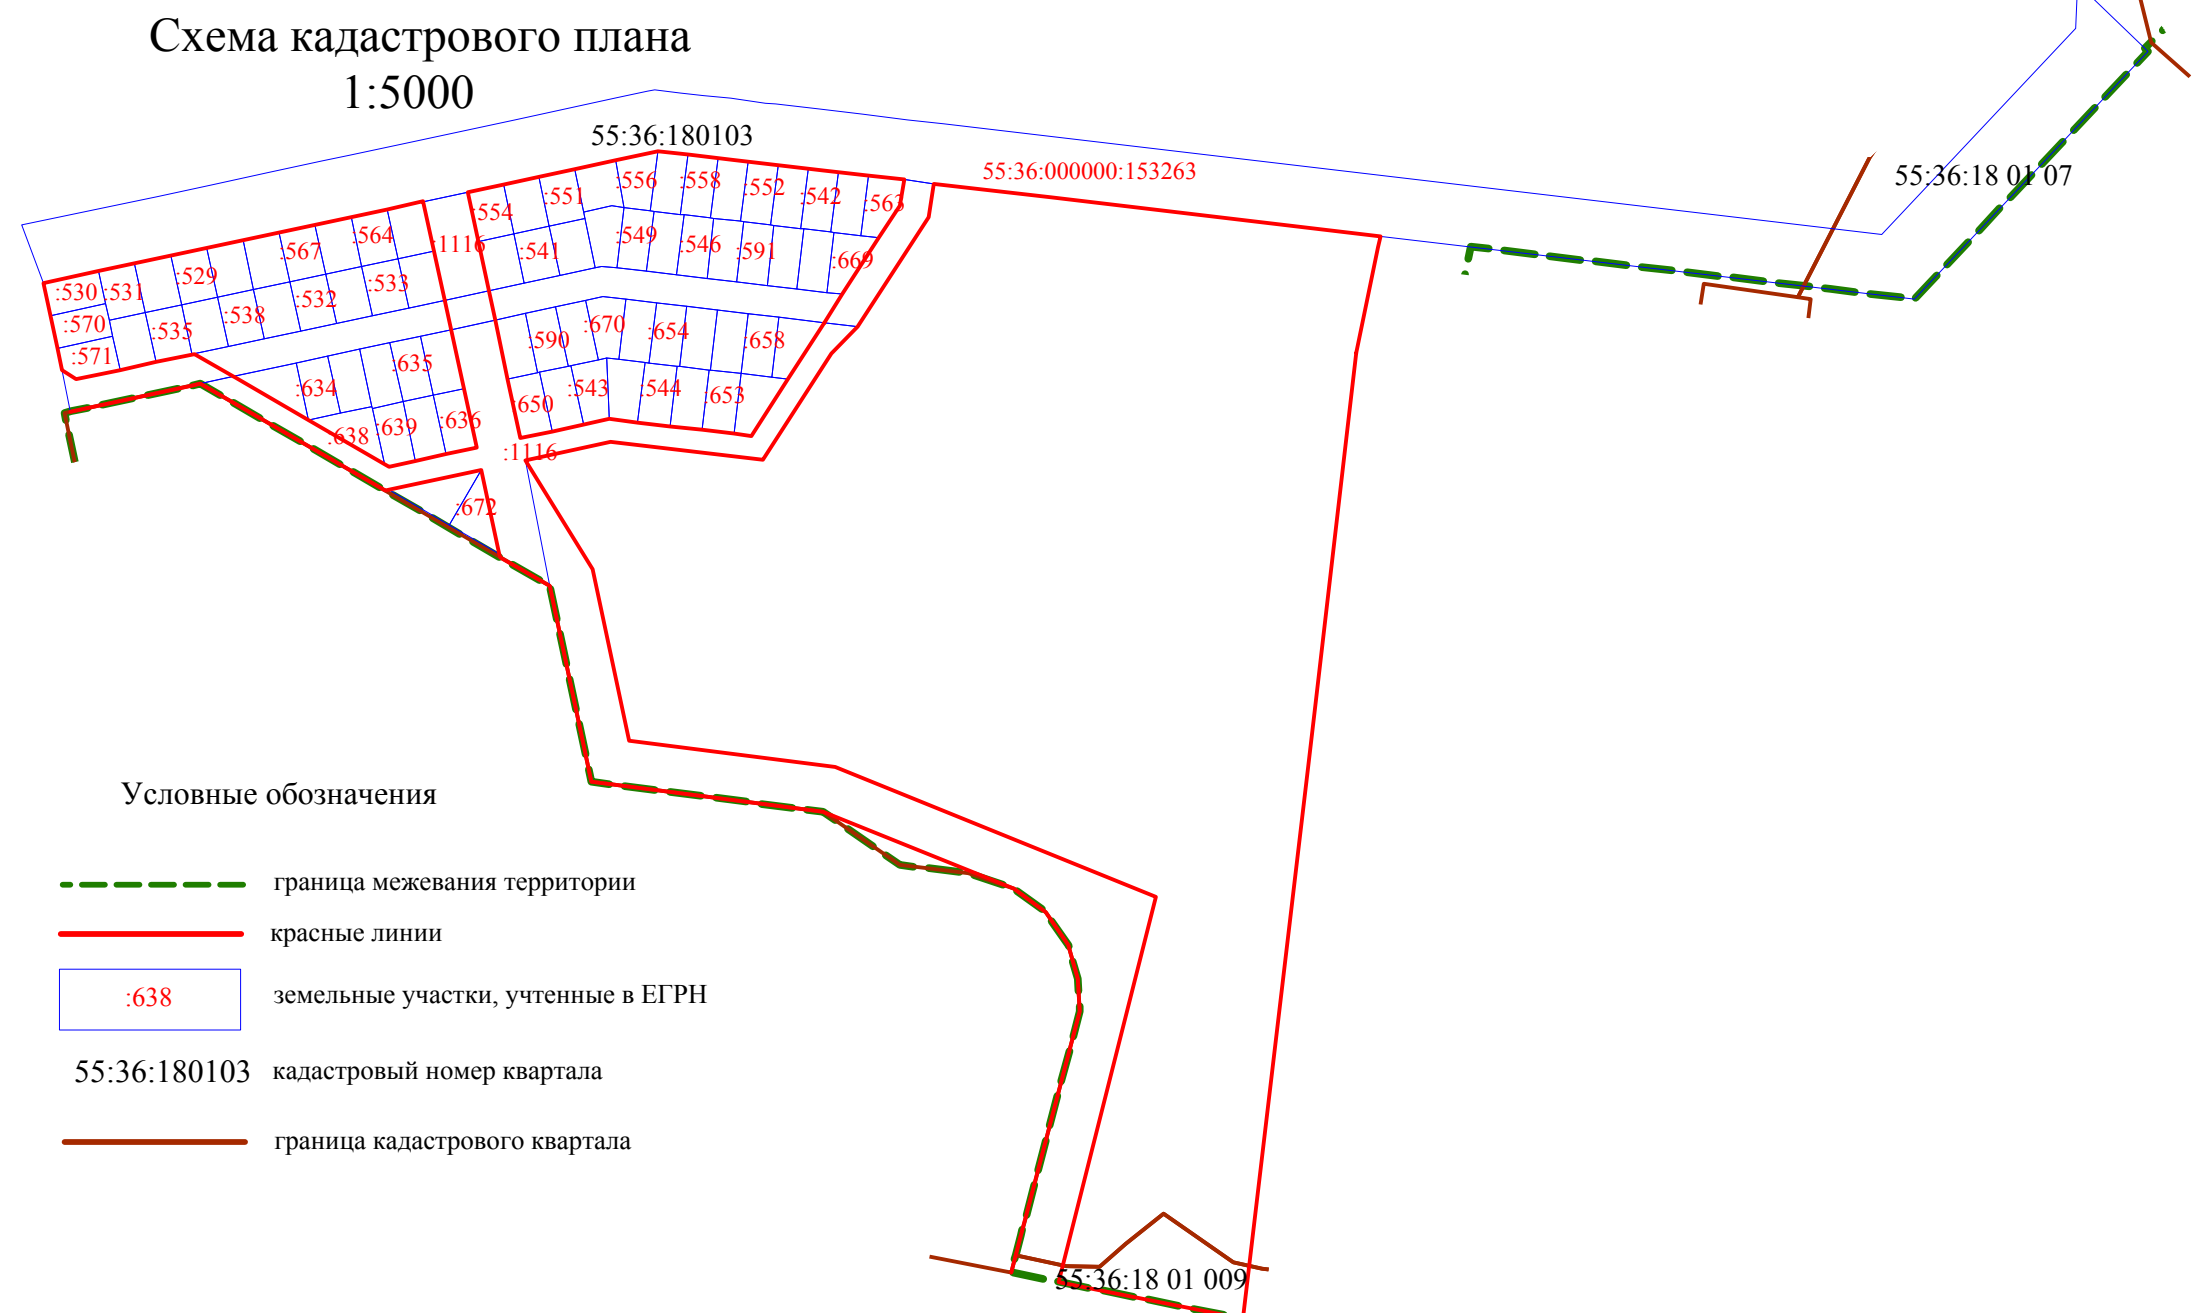 Схема кадастрового плана
1:5000
55:36:180103
55:36:000000:153263
55:36:18 01 07
:556 :558 :552 :542 :563
:554 :551
:564 :567 :1116 :549 :546 :591 :669
:529 :541
:530 :531 :532 :533
:570 :535 :538
:571
:590 :670 :654 :658
:634 :635
:650 :543 :544 :653
:638 :639 :636
:1116
:672
Условные обозначения
граница межевания территории
красные линии
:638 земельные участки, учтенные в ЕГРН
55:36:180103 кадастровый номер квартала
граница кадастрового квартала
55:36:18 01 009